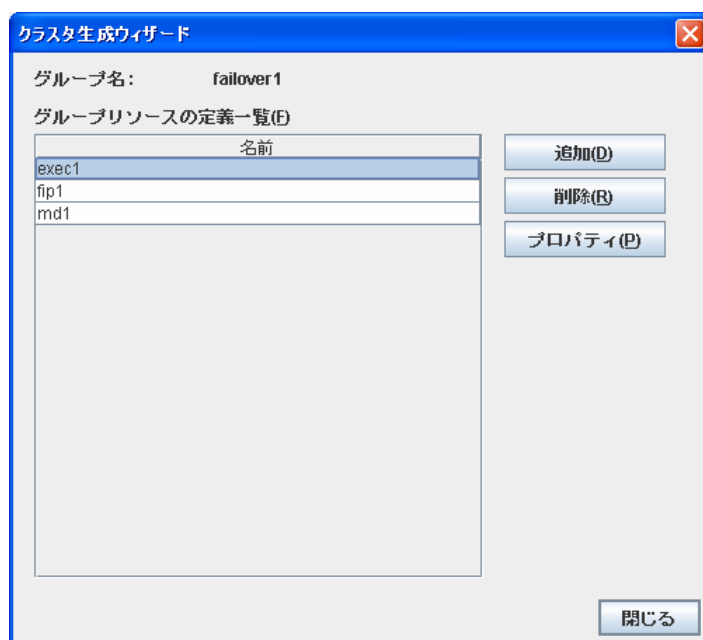 クラスタ生成ウィザード
グループ名: failover1
グループリソースの定義一覧(F)
名前
exec1
fip1
md1
追加(D)
削除(R)
プロパティ(P)
閉じる